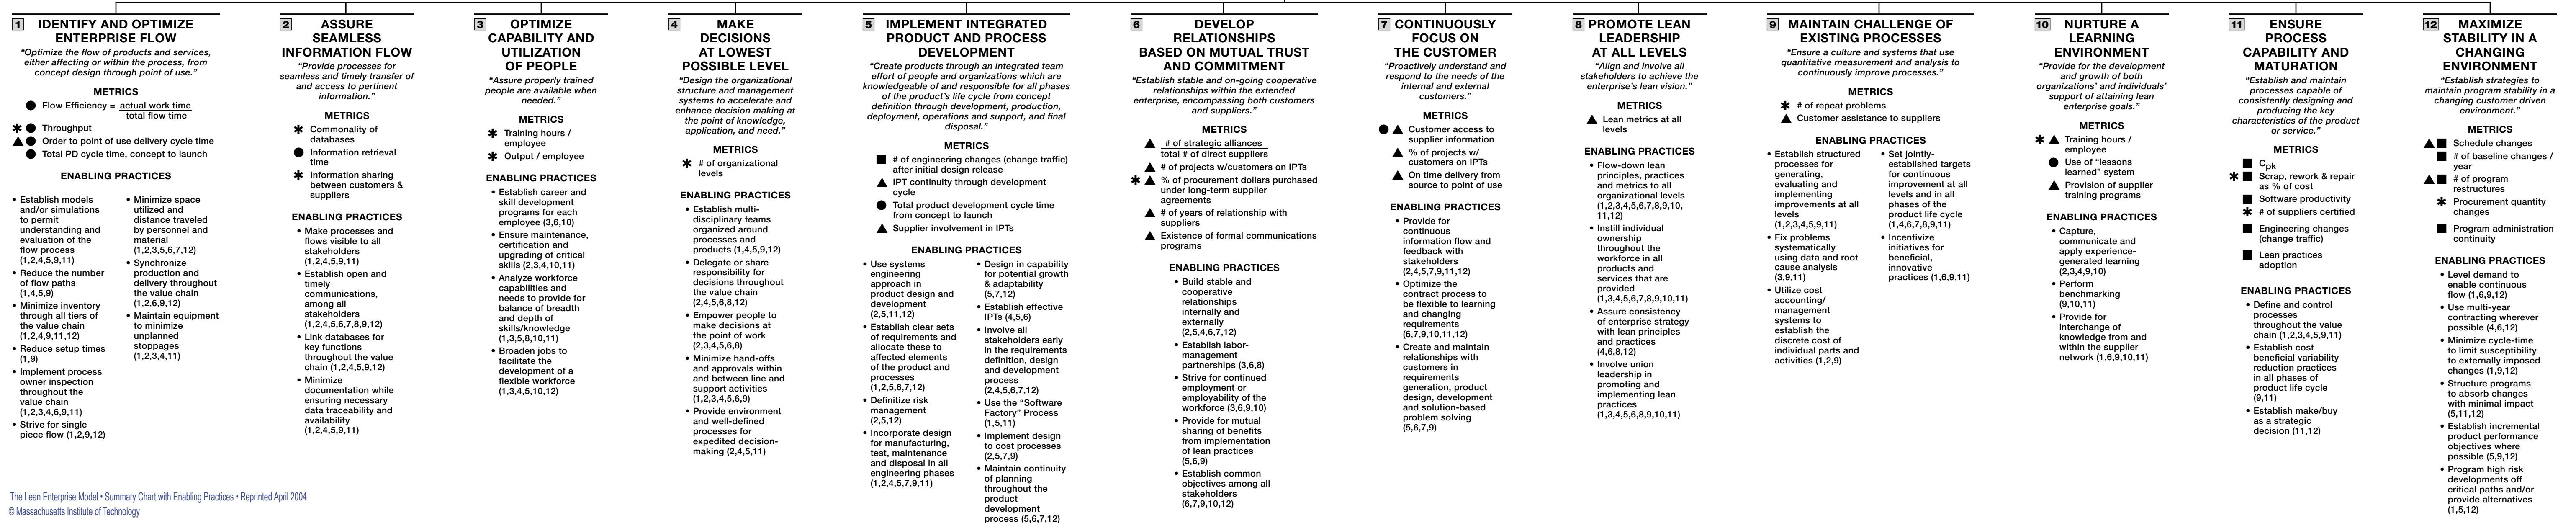 1 IDENTIFY AND OPTIMIZE
ENTERPRISE FLOW
“Optimize the flow of products and services,
either affecting or within the process, from
concept design through point of use.”
METRICS
Flow Efficiency = actual work time
total flow time
Throughput
Order to point of use delivery cycle time
Total PD cycle time, concept to launch
ENABLING PRACTICES
• Establish models
and/or simulations
to permit
understanding and
evaluation of the
flow process
(1,2,4,5,9,11)
• Reduce the number
of flow paths
(1,4,5,9)
• Minimize inventory
through all tiers of
the value chain
(1,2,4,9,11,12)
• Reduce setup times
(1,9)
• Implement process
owner inspection
throughout the
value chain
(1,2,3,4,6,9,11)
• Strive for single
piece flow (1,2,9,12)
• Minimize space
utilized and
distance traveled
by personnel and
material
(1,2,3,5,6,7,12)
• Synchronize
production and
delivery throughout
the value chain
(1,2,6,9,12)
• Maintain equipment
to minimize
unplanned
stoppages
(1,2,3,4,11)
2 ASSURE
SEAMLESS
INFORMATION FLOW
“Provide processes for
seamless and timely transfer of
and access to pertinent
information.”
METRICS
Commonality of
databases
Information retrieval
time
Information sharing
between customers &
suppliers
ENABLING PRACTICES
• Make processes and
flows visible to all
stakeholders
(1,2,4,5,9,11)
• Establish open and
timely
communications,
among all
stakeholders
(1,2,4,5,6,7,8,9,12)
• Link databases for
key functions
throughout the value
chain (1,2,4,5,9,12)
• Minimize
documentation while
ensuring necessary
data traceability and
availability
(1,2,4,5,9,11)
3 OPTIMIZE
CAPABILITY AND
UTILIZATION
OF PEOPLE
“Assure properly trained
people are available when
needed.”
METRICS
Training hours /
employee
Output / employee
ENABLING PRACTICES
• Establish career and
skill development
programs for each
employee (3,6,10)
• Ensure maintenance,
certification and
upgrading of critical
skills (2,3,4,10,11)
• Analyze workforce
capabilities and
needs to provide for
balance of breadth
and depth of
skills/knowledge
(1,3,5,8,10,11)
• Broaden jobs to
facilitate the
development of a
flexible workforce
(1,3,4,5,10,12)
4 MAKE
DECISIONS
AT LOWEST
POSSIBLE LEVEL
“Design the organizational
structure and management
systems to accelerate and
enhance decision making at
the point of knowledge,
application, and need.”
METRICS
# of organizational
levels
ENABLING PRACTICES
• Establish multi-
disciplinary teams
organized around
processes and
products (1,4,5,9,12)
• Delegate or share
responsibility for
decisions throughout
the value chain
(2,4,5,6,8,12)
• Empower people to
make decisions at
the point of work
(2,3,4,5,6,8)
• Minimize hand-offs
and approvals within
and between line and
support activities
(1,2,3,4,5,6,9)
• Provide environment
and well-defined
processes for
expedited decision-
making (2,4,5,11)
5 IMPLEMENT INTEGRATED
PRODUCT AND PROCESS
DEVELOPMENT
“Create products through an integrated team
effort of people and organizations which are
knowledgeable of and responsible for all phases
of the product’s life cycle from concept
definition through development, production,
deployment, operations and support, and final
disposal.”
METRICS
# of engineering changes (change traffic)
after initial design release
IPT continuity through development
cycle
Total product development cycle time
from concept to launch
Supplier involvement in IPTs
ENABLING PRACTICES
• Use systems
engineering
approach in
product design and
development
(2,5,11,12)
• Establish clear sets
of requirements and
allocate these to
affected elements
of the product and
processes
(1,2,5,6,7,12)
• Definitize risk
management
(2,5,12)
• Incorporate design
for manufacturing,
test, maintenance
and disposal in all
engineering phases
(1,2,4,5,7,9,11)
• Design in capability
for potential growth
& adaptability
(5,7,12)
• Establish effective
IPTs (4,5,6)
• Involve all
stakeholders early
in the requirements
definition, design
and development
process
(2,4,5,6,7,12)
• Use the “Software
Factory” Process
(1,5,11)
• Implement design
to cost processes
(2,5,7,9)
• Maintain continuity
of planning
throughout the
product
development
process (5,6,7,12)
6 DEVELOP
RELATIONSHIPS
BASED ON MUTUAL TRUST
AND COMMITMENT
“Establish stable and on-going cooperative
relationships within the extended
enterprise, encompassing both customers
and suppliers.”
METRICS
# of strategic alliances
total # of direct suppliers
# of projects w/customers on IPTs
% of procurement dollars purchased
under long-term supplier
agreements
# of years of relationship with
suppliers
Existence of formal communications
programs
ENABLING PRACTICES
• Build stable and
cooperative
relationships
internally and
externally
(2,5,4,6,7,12)
• Establish labor-
management
partnerships (3,6,8)
• Strive for continued
employment or
employability of the
workforce (3,6,9,10)
• Provide for mutual
sharing of benefits
from implementation
of lean practices
(5,6,9)
• Establish common
objectives among all
stakeholders
(6,7,9,10,12)
7 CONTINUOUSLY
FOCUS ON
THE CUSTOMER
“Proactively understand and
respond to the needs of the
internal and external
customers.”
METRICS
Customer access to
supplier information
% of projects w/
customers on IPTs
On time delivery from
source to point of use
ENABLING PRACTICES
• Provide for
continuous
information flow and
feedback with
stakeholders
(2,4,5,7,9,11,12)
• Optimize the
contract process to
be flexible to learning
and changing
requirements
(6,7,9,10,11,12)
• Create and maintain
relationships with
customers in
requirements
generation, product
design, development
and solution-based
problem solving
(5,6,7,9)
8 PROMOTE LEAN
LEADERSHIP
AT ALL LEVELS
“Align and involve all
stakeholders to achieve the
enterprise’s lean vision.”
METRICS
Lean metrics at all
levels
ENABLING PRACTICES
• Flow-down lean
principles, practices
and metrics to all
organizational levels
(1,2,3,4,5,6,7,8,9,10,
11,12)
• Instill individual
ownership
throughout the
workforce in all
products and
services that are
provided
(1,3,4,5,6,7,8,9,10,11)
• Assure consistency
of enterprise strategy
with lean principles
and practices
(4,6,8,12)
• Involve union
leadership in
promoting and
implementing lean
practices
(1,3,4,5,6,8,9,10,11)
9 MAINTAIN CHALLENGE OF
EXISTING PROCESSES
“Ensure a culture and systems that use
quantitative measurement and analysis to
continuously improve processes.”
METRICS
# of repeat problems
Customer assistance to suppliers
ENABLING PRACTICES
• Establish structured
processes for
generating,
evaluating and
implementing
improvements at all
levels
(1,2,3,4,5,9,11)
• Fix problems
systematically
using data and root
cause analysis
(3,9,11)
• Utilize cost
accounting/
management
systems to
establish the
discrete cost of
individual parts and
activities (1,2,9)
• Set jointly-
established targets
for continuous
improvement at all
levels and in all
phases of the
product life cycle
(1,4,6,7,8,9,11)
• Incentivize
initiatives for
beneficial,
innovative
practices (1,6,9,11)
10 NURTURE A
LEARNING
ENVIRONMENT
“Provide for the development
and growth of both
organizations’ and individuals’
support of attaining lean
enterprise goals.”
METRICS
Training hours /
employee
Use of “lessons
learned” system
Provision of supplier
training programs
ENABLING PRACTICES
• Capture,
communicate and
apply experience-
generated learning
(2,3,4,9,10)
• Perform
benchmarking
(9,10,11)
• Provide for
interchange of
knowledge from and
within the supplier
network (1,6,9,10,11)
11 ENSURE
PROCESS
CAPABILITY AND
MATURATION
“Establish and maintain
processes capable of
consistently designing and
producing the key
characteristics of the product
or service.”
METRICS
Cpk
Scrap, rework & repair
as % of cost
Software productivity
# of suppliers certified
Engineering changes
(change traffic)
Lean practices
adoption
ENABLING PRACTICES
• Define and control
processes
throughout the value
chain (1,2,3,4,5,9,11)
• Establish cost
beneficial variability
reduction practices
in all phases of
product life cycle
(9,11)
• Establish make/buy
as a strategic
decision (11,12)
12 MAXIMIZE
STABILITY IN A
CHANGING
ENVIRONMENT
“Establish strategies to
maintain program stability in a
changing customer driven
environment.”
METRICS
Schedule changes
# of baseline changes /
year
# of program
restructures
Procurement quantity
changes
Program administration
continuity
ENABLING PRACTICES
• Level demand to
enable continuous
flow (1,6,9,12)
• Use multi-year
contracting wherever
possible (4,6,12)
• Minimize cycle-time
to limit susceptibility
to externally imposed
changes (1,9,12)
• Structure programs
to absorb changes
with minimal impact
(5,11,12)
• Establish incremental
product performance
objectives where
possible (5,9,12)
• Program high risk
developments off
critical paths and/or
provide alternatives
(1,5,12)
The Lean Enterprise Model • Summary Chart with Enabling Practices • Reprinted April 2004
© Massachusetts Institute of Technology